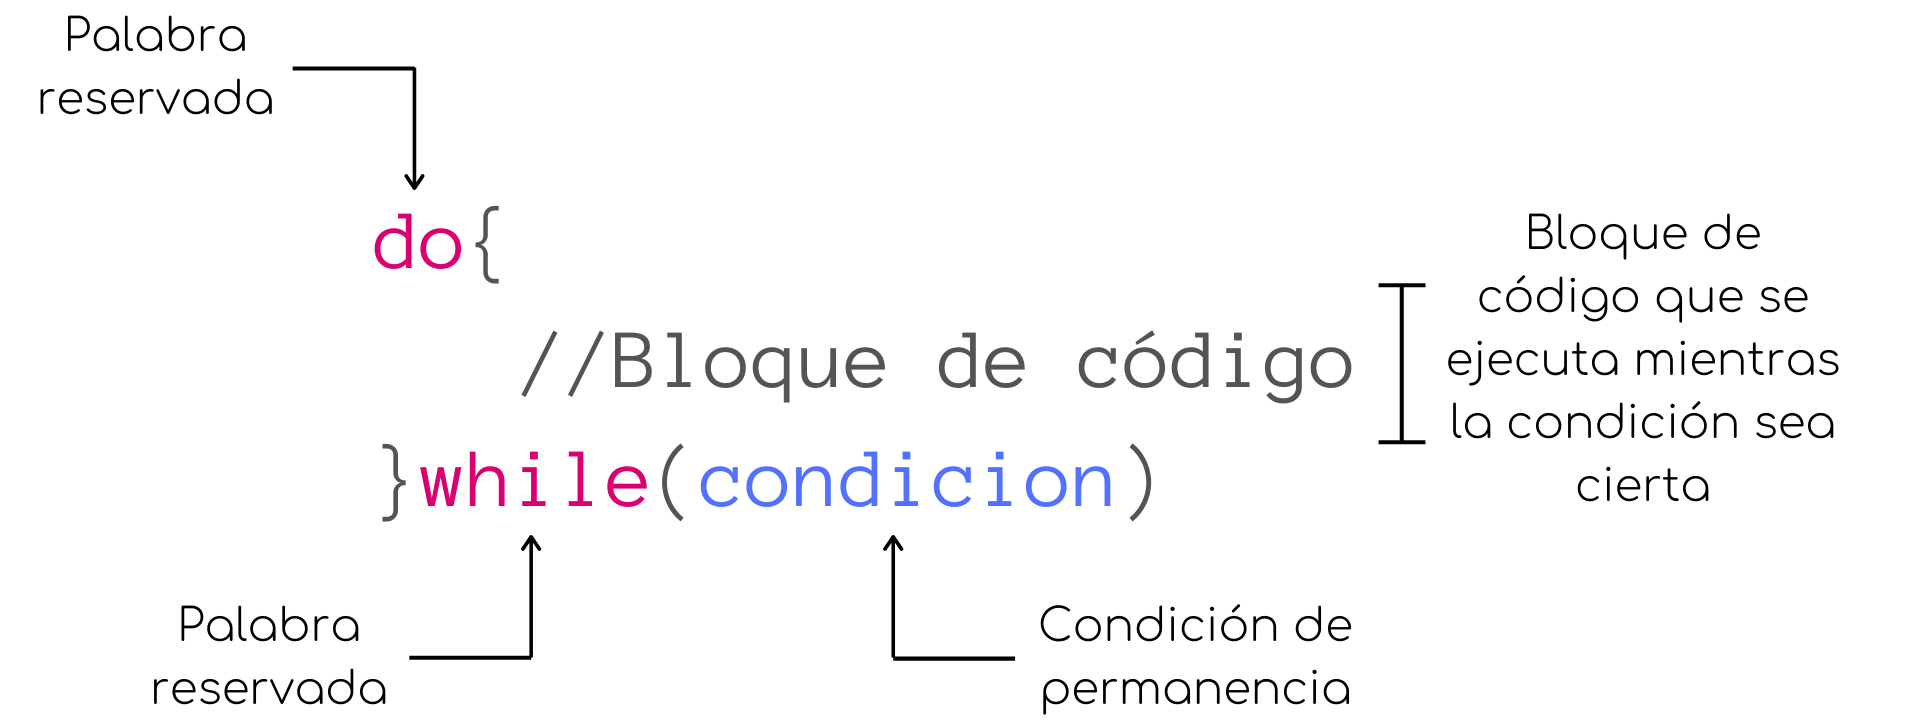 Palabra
reservada
do{
//Bloque de código
}while(condicion)
Bloque de
código que se
ejecuta mientras
la condición sea
cierta
Palabra
reservada
Condición de
permanencia